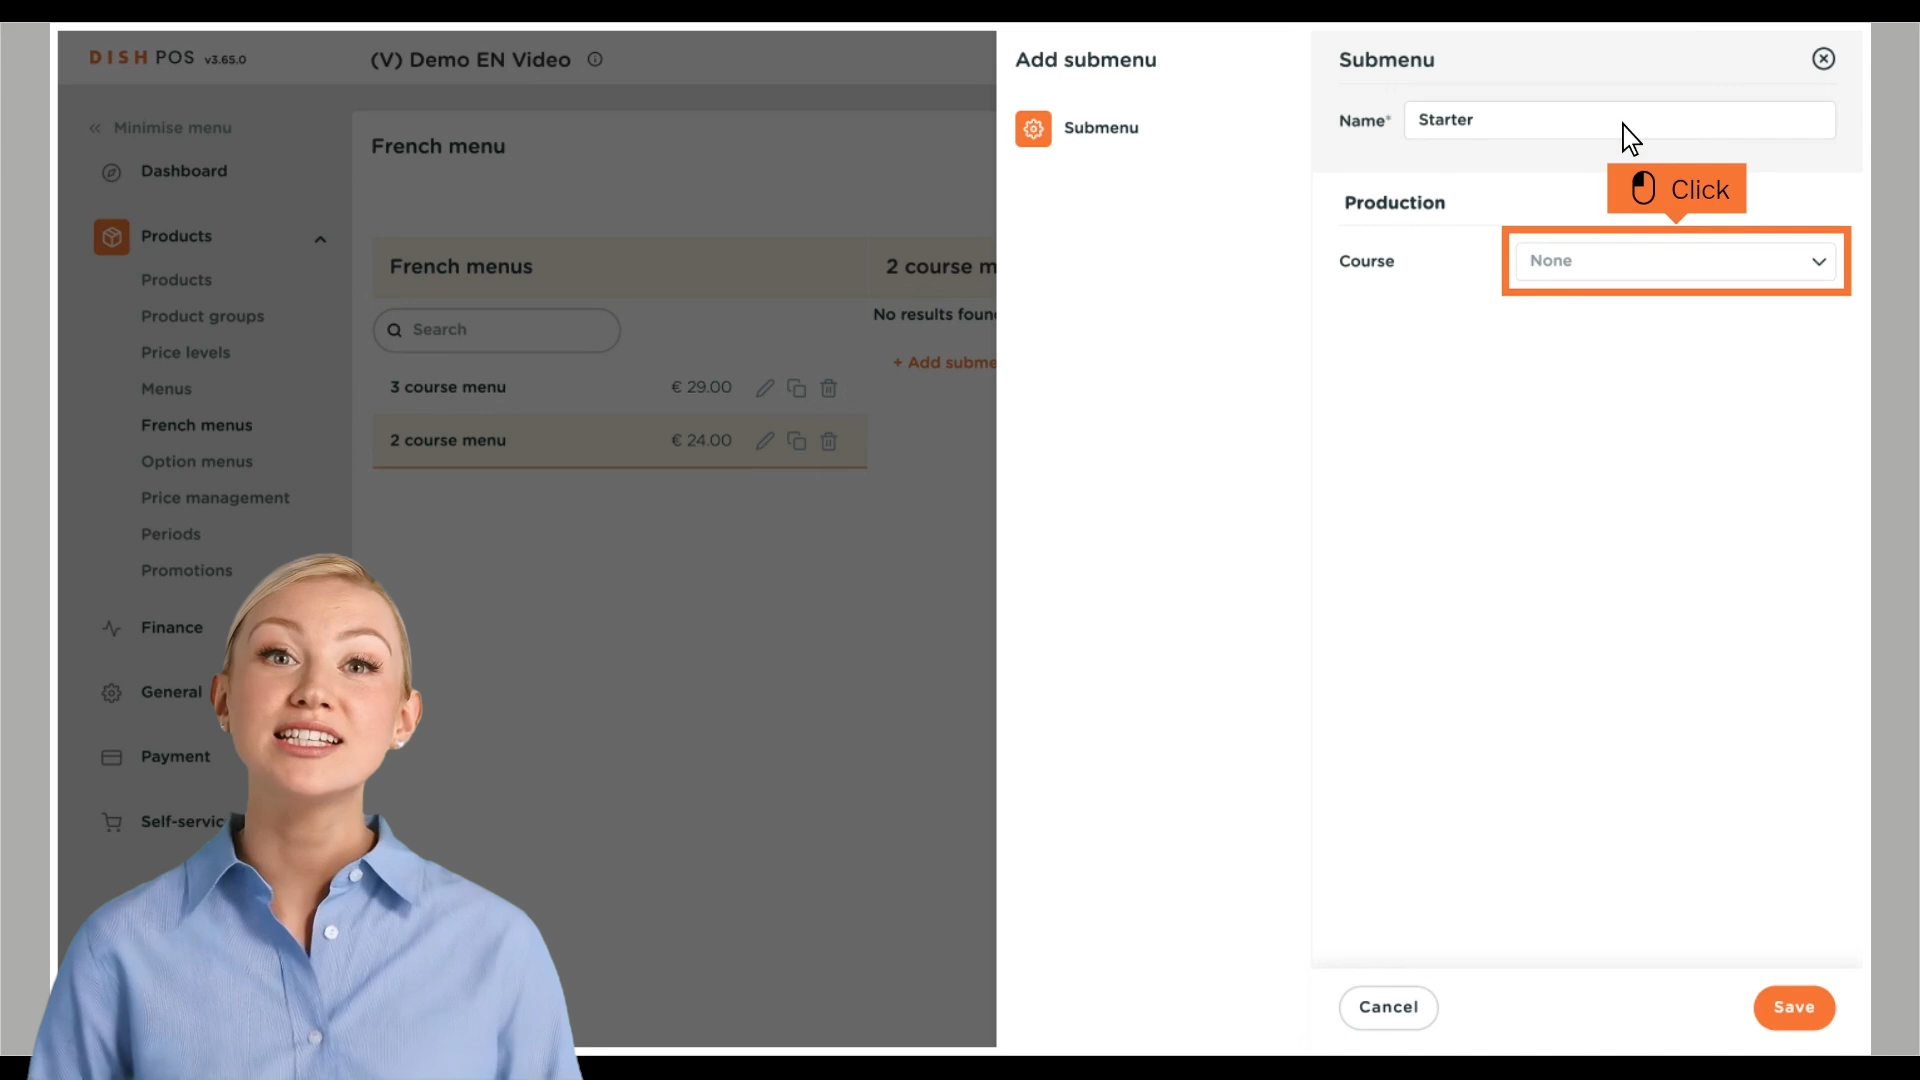 DISH POS v3.65.0
(V) Demo EN Video
Minimise menu
Dashboard
Products
Products
Product groups
Price levels
Menus
French menus
Option menus
Price management
Periods
Promotions
Finance
General
Payment
Self-servic
French menu
French menus
2 course m
Search
No results foun
+ Add subme
3 course menu € 29.00
2 course menu € 24.00
Add submenu
Submenu
Submenu
Name* Starter
Click
Production
Course None
Cancel
Save